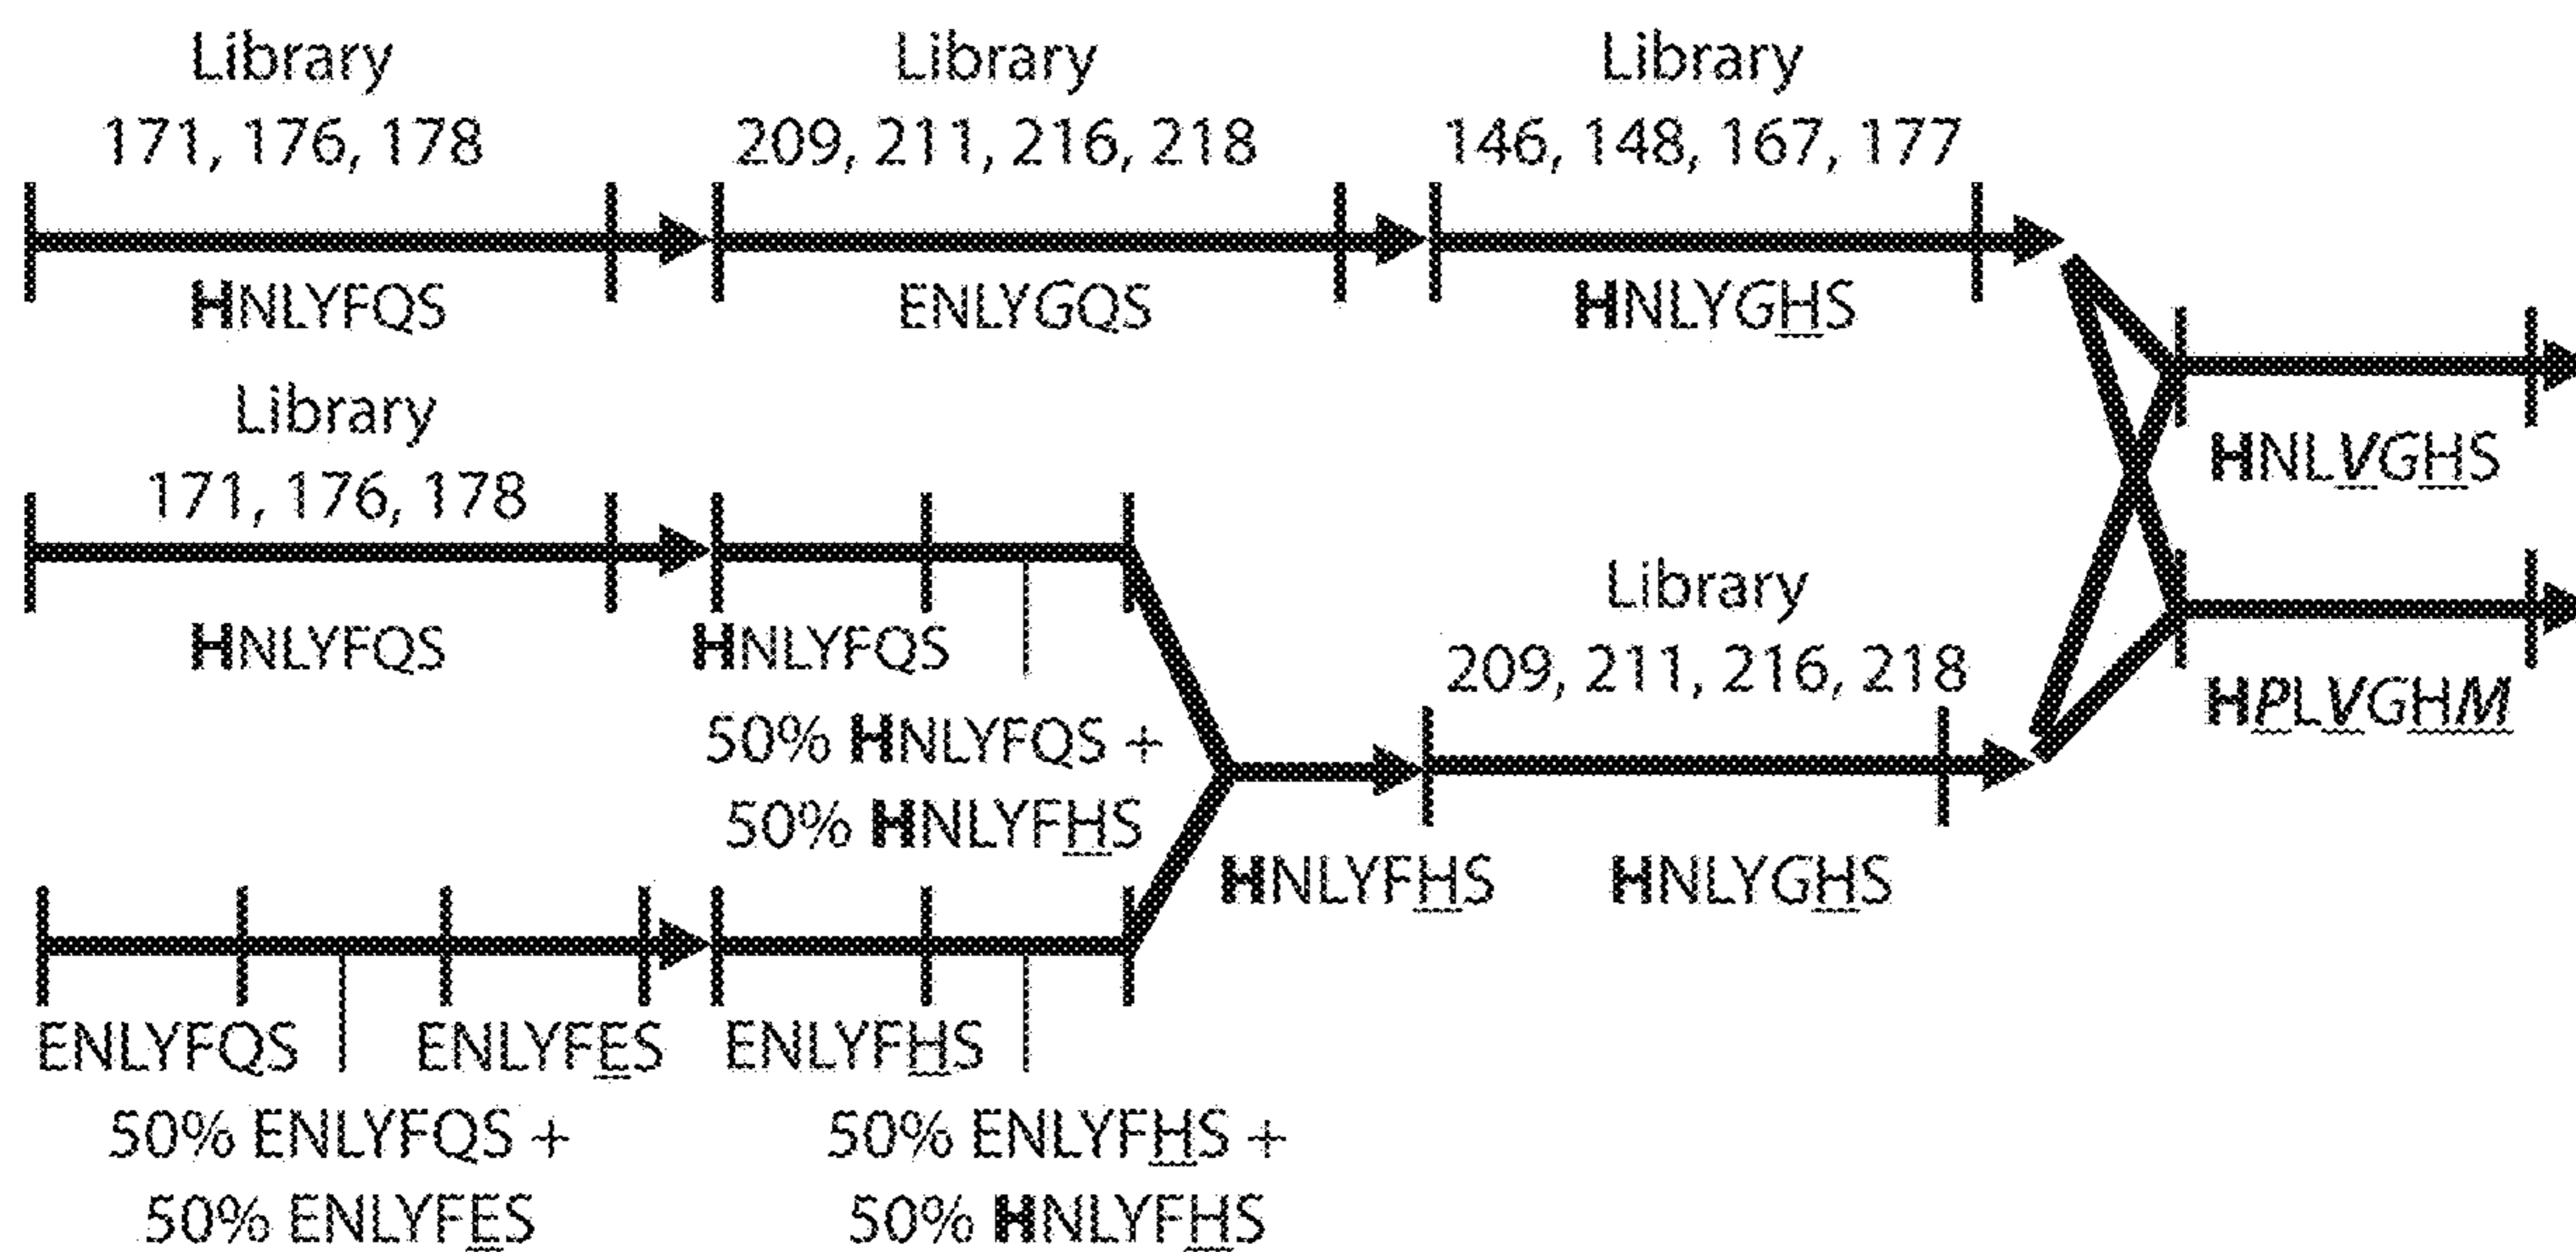 Library
171, 176, 178
HNLYFQS
Library
209, 211, 216, 218
ENLYGQS
Library
146, 148, 167, 177
HNLYGHS
HNLVGHS
Library
171, 176, 178
HNLYFQS
HNLYFQS
50% HNLYFQS +
50% HNLYFHS
HNLYFHS
Library
209, 211, 216, 218
HNLYGHS
HPLVGHM
ENLYFQS
50% ENLYFQS +
50% ENLYFES
ENLYFES
ENLYFHS
50% ENLYFHS +
50% HNLYFHS